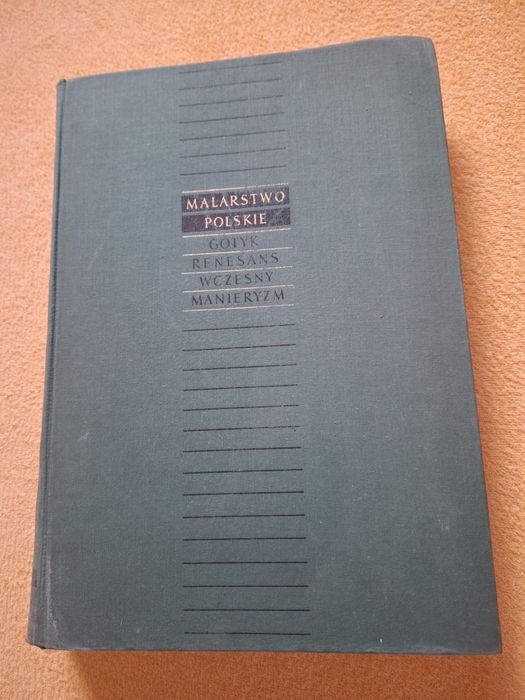 MALARSTWO
POLSKIE
GOTYK
RENESANS
WCZESNY
MANIERYZM